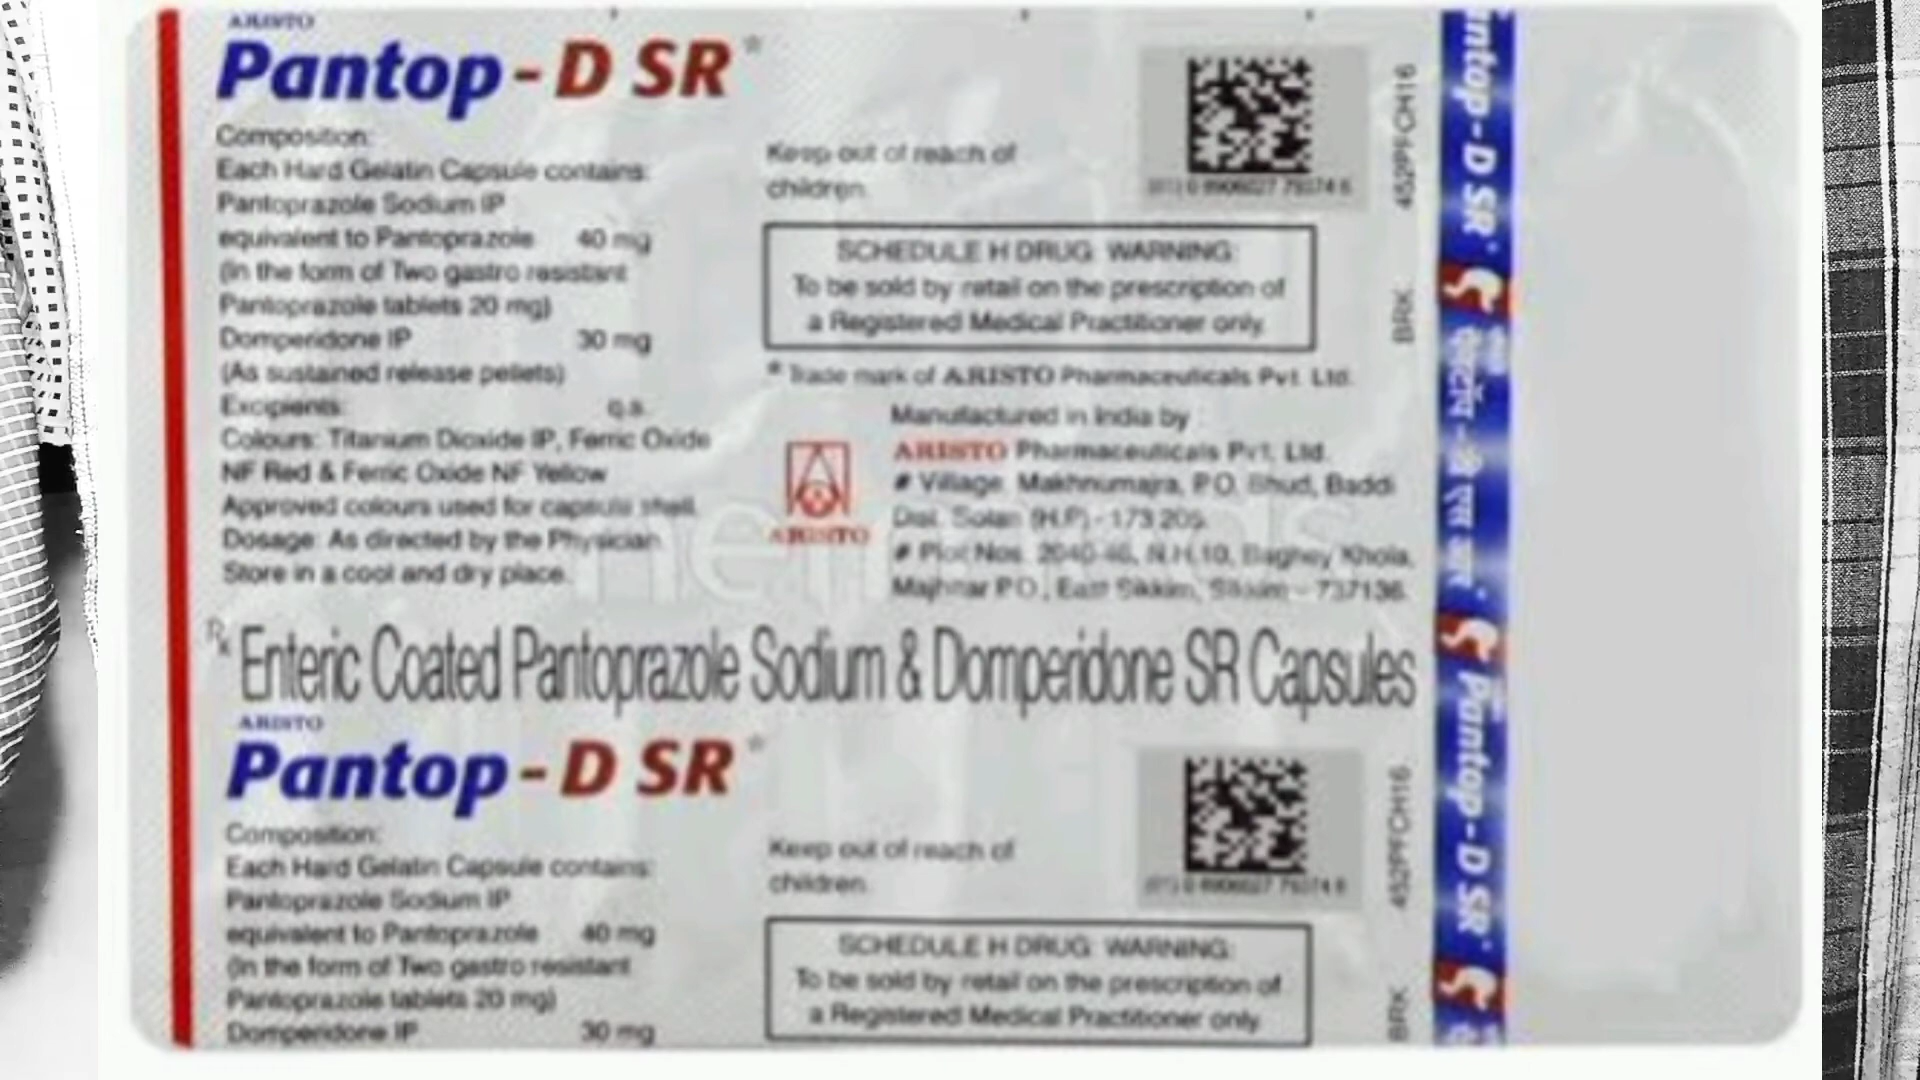 ARISTO
Pantop - D SR*
Composition:
Each Hard Gelatin Capsule contains:
Pantoprazole Sodium IP
equivalent to Pantoprazole 40 mg
(In the form of Two gastro resistant
Pantoprazole tablets 20 mg)
Domperidone IP 30 mg
(As sustained release pellets)
Excipients: q.s.
Colours: Titanium Dioxide IP, Ferric Oxide
NF Red & Ferric Oxide NF Yellow
Approved colours used for capsule shell.
Dosage: As directed by the Physician.
Store in a cool and dry place.
Keep out of reach of
children.
SCHEDULE H DRUG: WARNING:
To be sold by retail on the prescription of
a Registered Medical Practitioner only.
* Trade mark of ARISTO Pharmaceuticals Pvt. Ltd.
Manufactured in India by :
ARISTO Pharmaceuticals Pvt. Ltd.
# Village: Makhnumajra, P.O. Bhud, Baddi
Dist. Solan (H.P.) - 173 205.
# Plot Nos. 2040-46, N.H.10, Baghey Khola,
Majhitar P.O., East Sikkim, Sikkim - 737136.
ARISTO
452PFCH16
BRK
ntop - D SR*
Pantop - D SR*
Rx Enteric Coated Pantoprazole Sodium & Domperidone SR Capsules
ARISTO
Pantop - D SR*
Composition:
Each Hard Gelatin Capsule contains:
Pantoprazole Sodium IP
equivalent to Pantoprazole 40 mg
(In the form of Two gastro resistant
Pantoprazole tablets 20 mg)
Domperidone IP 30 mg
Keep out of reach of
children.
SCHEDULE H DRUG: WARNING:
To be sold by retail on the prescription of
a Registered Medical Practitioner only.
452PFCH16
BRK